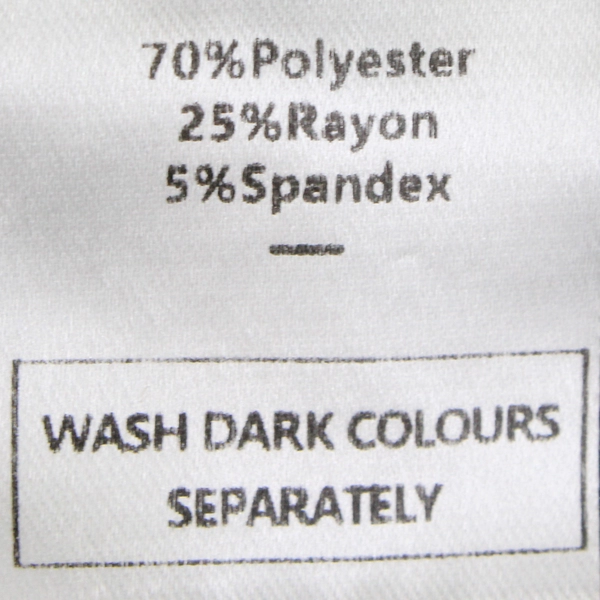 70%Polyester
25%Rayon
5%Spandex
WASH DARK COLOURS
SEPARATELY